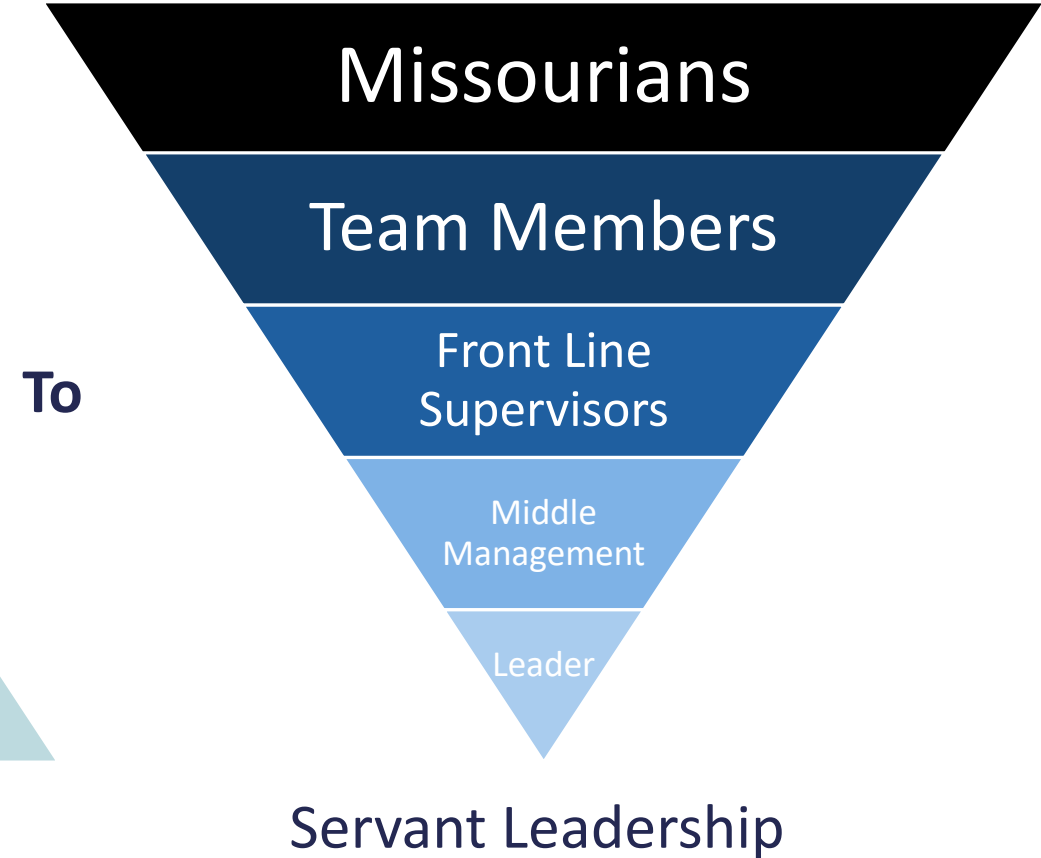 Missourians
Team Members
Front Line
Supervisors
To
Middle
Management
Leader
Servant Leadership